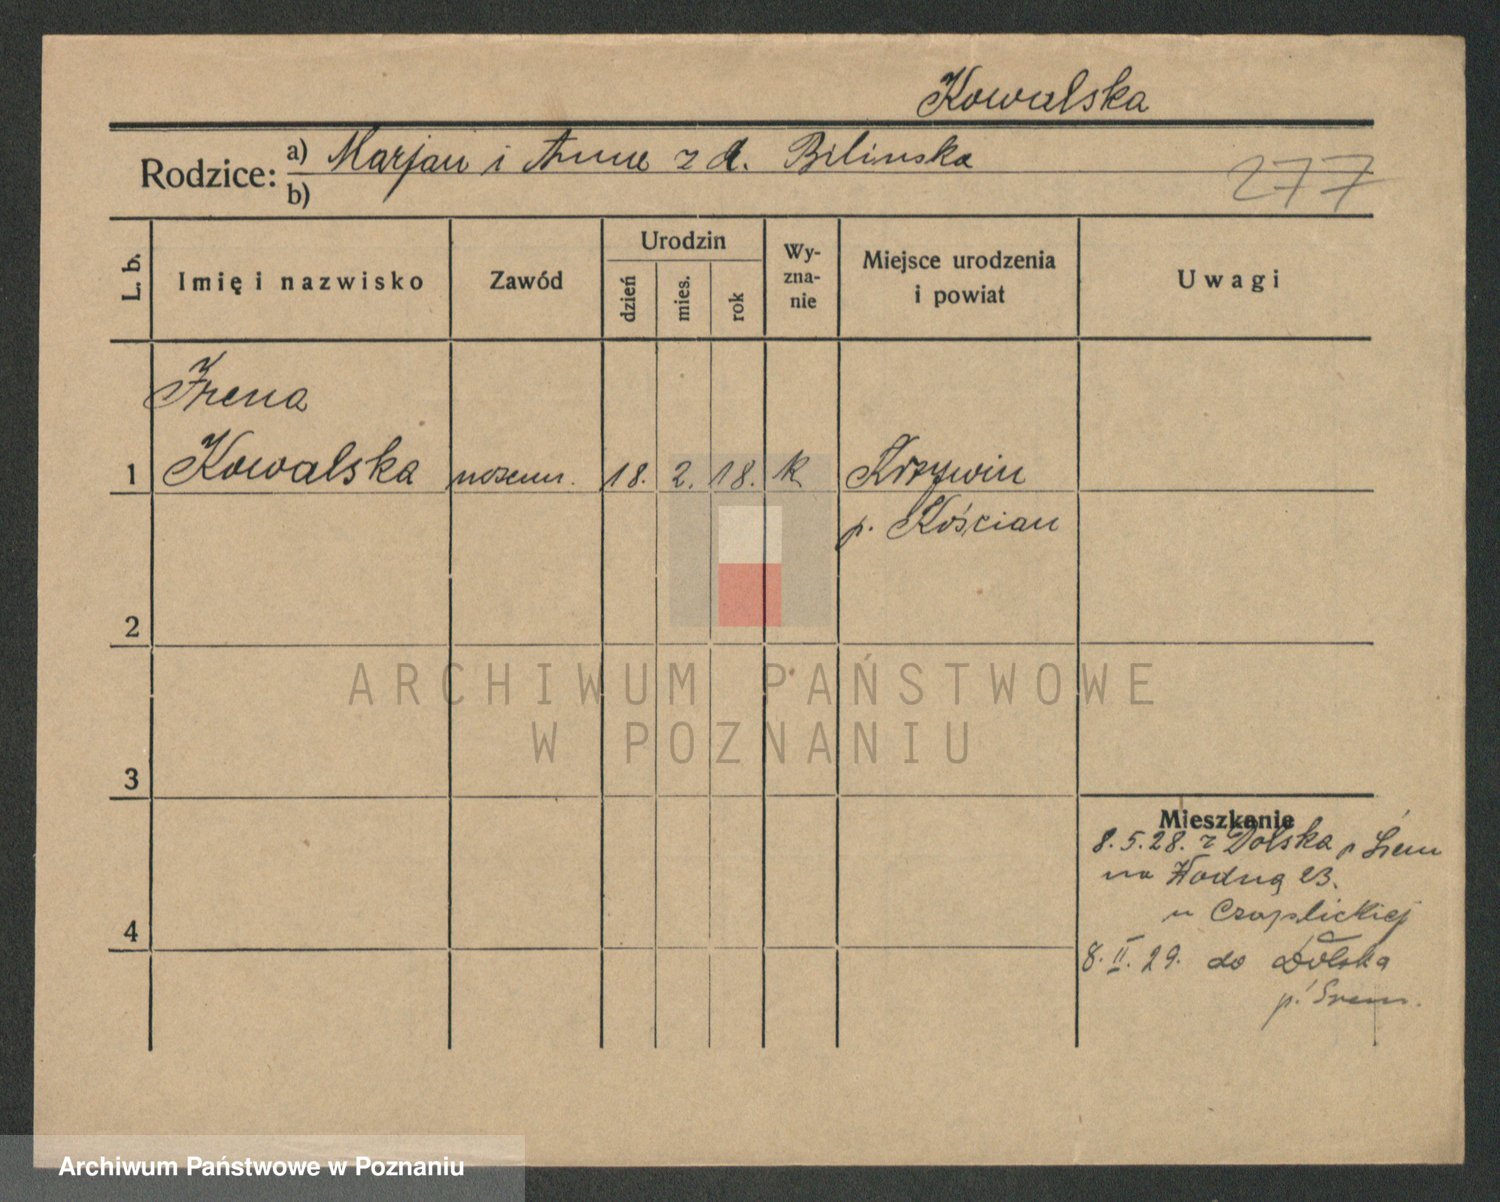 Kowalska
Rodzice: a) Marjan i Anna z d. Bilinska
b)
277
L. b.
Imię i nazwisko
Zawód
Urodzin
dzień
mies.
rok
Wy-
zna-
nie
Miejsce urodzenia
i powiat
Uwagi
Irena
1 Kowalska 18. 2. 18. k Krzywin
p. Kościan
2
ARCHIWUM PAŃSTWOWE
W POZNANIU
3
Mieszkanie
8.5.28. z Dolska p Śrem
na Wodną 23.
u Czaplickiej
4
8.II.29. do Dolska
p. Srem.
Archiwum Państwowe w Poznaniu